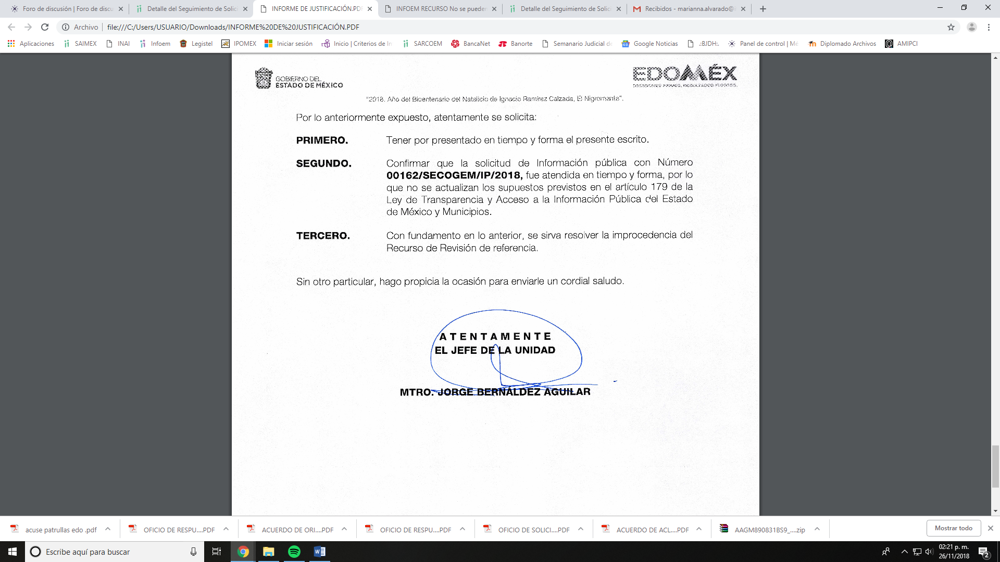 Foro de discusión | Foro de discu
Detalle del Seguimiento de Solici
INFORME DE JUSTIFICACIÓN.PDF
INFOEM RECURSO No se pueden
Detalle del Seguimiento de Solici
Recibidos - marianna.alvarado@i
Archivo
file:///C:/Users/USUARIO/Downloads/INFORME%20DE%20JUSTIFICACIÓN.PDF
Aplicaciones
SAIMEX
INAI
Infoem
Legistel
IPOMEX
Iniciar sesión
Inicio | Criterios de In
SARCOEM
BancaNet
Banorte
Semanario Judicial de
Google Noticias
.:BJDH:.
Panel de control | Mé
Diplomado Archivos
AMIPCI
GOBIERNO DEL
ESTADO DE MÉXICO
EDOMÉX
DECISIONES FIRMES, RESULTADOS FUERTES.
"2018. Año del Bicentenario del Natalicio de Ignacio Ramírez Calzada, El Nigromante".
Por lo anteriormente expuesto, atentamente se solicita:
PRIMERO. Tener por presentado en tiempo y forma el presente escrito.
SEGUNDO. Confirmar que la solicitud de Información pública con Número
00162/SECOGEM/IP/2018, fue atendida en tiempo y forma, por lo
que no se actualizan los supuestos previstos en el artículo 179 de la
Ley de Transparencia y Acceso a la Información Pública del Estado
de México y Municipios.
TERCERO. Con fundamento en lo anterior, se sirva resolver la improcedencia del
Recurso de Revisión de referencia.
Sin otro particular, hago propicia la ocasión para enviarle un cordial saludo.
A T E N T A M E N T E
EL JEFE DE LA UNIDAD
MTRO. JORGE BERNÁLDEZ AGUILAR
acuse patrullas edo .pdf
OFICIO DE RESPU....PDF
ACUERDO DE ORI....PDF
OFICIO DE RESPU....PDF
OFICIO DE SOLICI....PDF
ACUERDO DE ACL....PDF
AAGM890831BS9_....zip
Mostrar todo
Escribe aquí para buscar
02:21 p. m.
26/11/2018
2